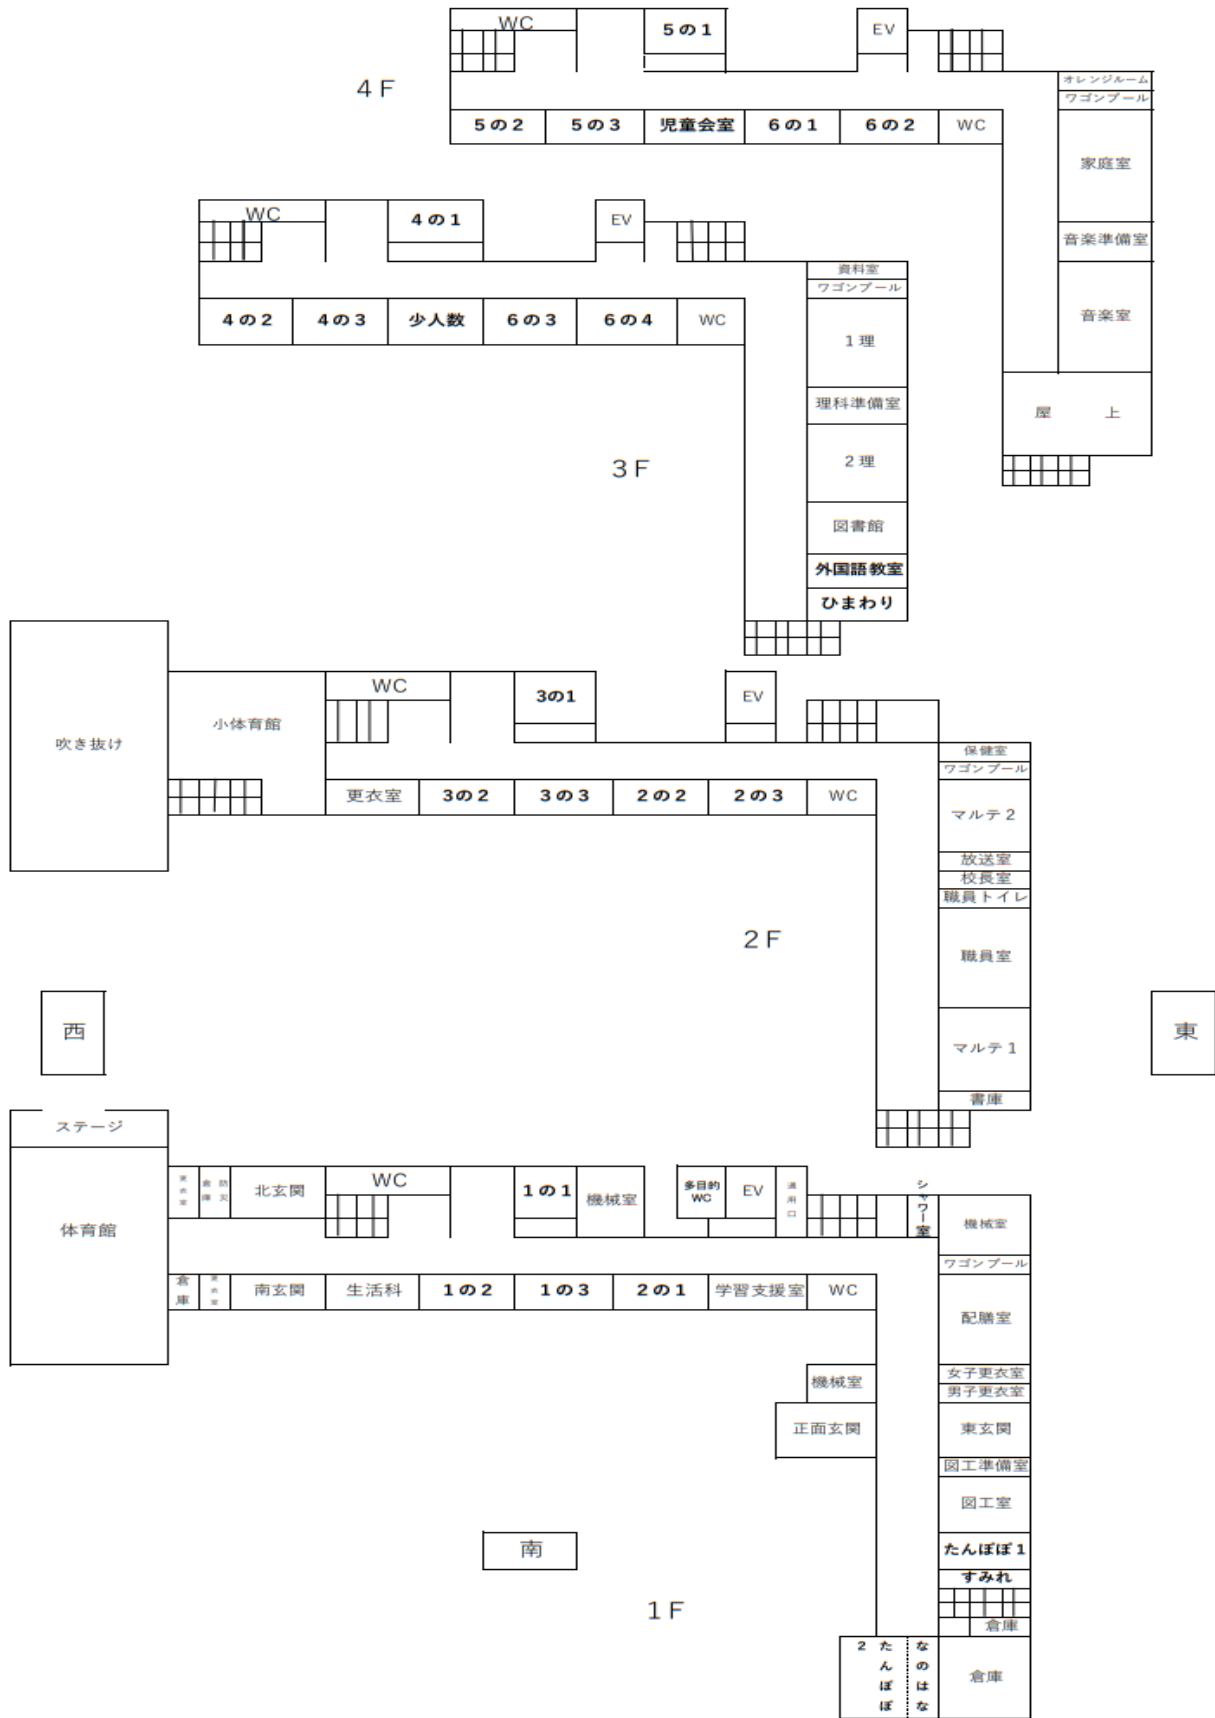 WC
5の1
EV
4F
オレンジルーム
ワゴンプール
5の2 5の3 児童会室 6の1 6の2 WC
家庭室
音楽準備室
音楽室
屋 上
WC
4の1
EV
資料室
ワゴンプール
4の2 4の3 少人数 6の3 6の4 WC
1理
理科準備室
2理
3F
図書館
外国語教室
ひまわり
吹き抜け
小体育館
WC
3の1
EV
保健室
ワゴンプール
更衣室 3の2 3の3 2の2 2の3 WC
マルテ2
放送室
校長室
職員トイレ
2F
職員室
マルテ1
書庫
西
東
ステージ
体育館
更衣室
防災倉庫
北玄関
WC
1の1
機械室
多目的
WC
EV
通用口
シャワー室
機械室
ワゴンプール
倉庫
更衣室
南玄関 生活科 1の2 1の3 2の1 学習支援室 WC
配膳室
機械室
女子更衣室
男子更衣室
正面玄関
東玄関
図工準備室
図工室
南
たんぽぽ1
すみれ
1F
倉庫
たんぽぽ2
なのはな
倉庫